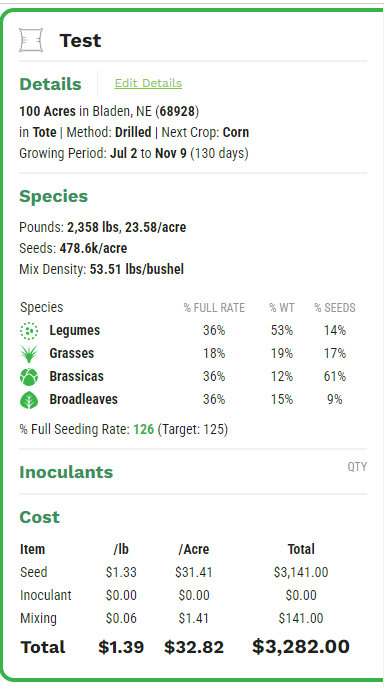 Test
Details Edit Details
100 Acres in Bladen, NE (68928)
in Tote | Method: Drilled | Next Crop: Corn
Growing Period: Jul 2 to Nov 9 (130 days)
Species
Pounds: 2,358 lbs, 23.58/acre
Seeds: 478.6k/acre
Mix Density: 53.51 lbs/bushel
Species % FULL RATE % WT % SEEDS
Legumes 36% 53% 14%
Grasses 18% 19% 17%
Brassicas 36% 12% 61%
Broadleaves 36% 15% 9%
% Full Seeding Rate: 126 (Target: 125)
Inoculants QTY
Cost
Item /lb /Acre Total
Seed $1.33 $31.41 $3,141.00
Inoculant $0.00 $0.00 $0.00
Mixing $0.06 $1.41 $141.00
Total $1.39 $32.82 $3,282.00